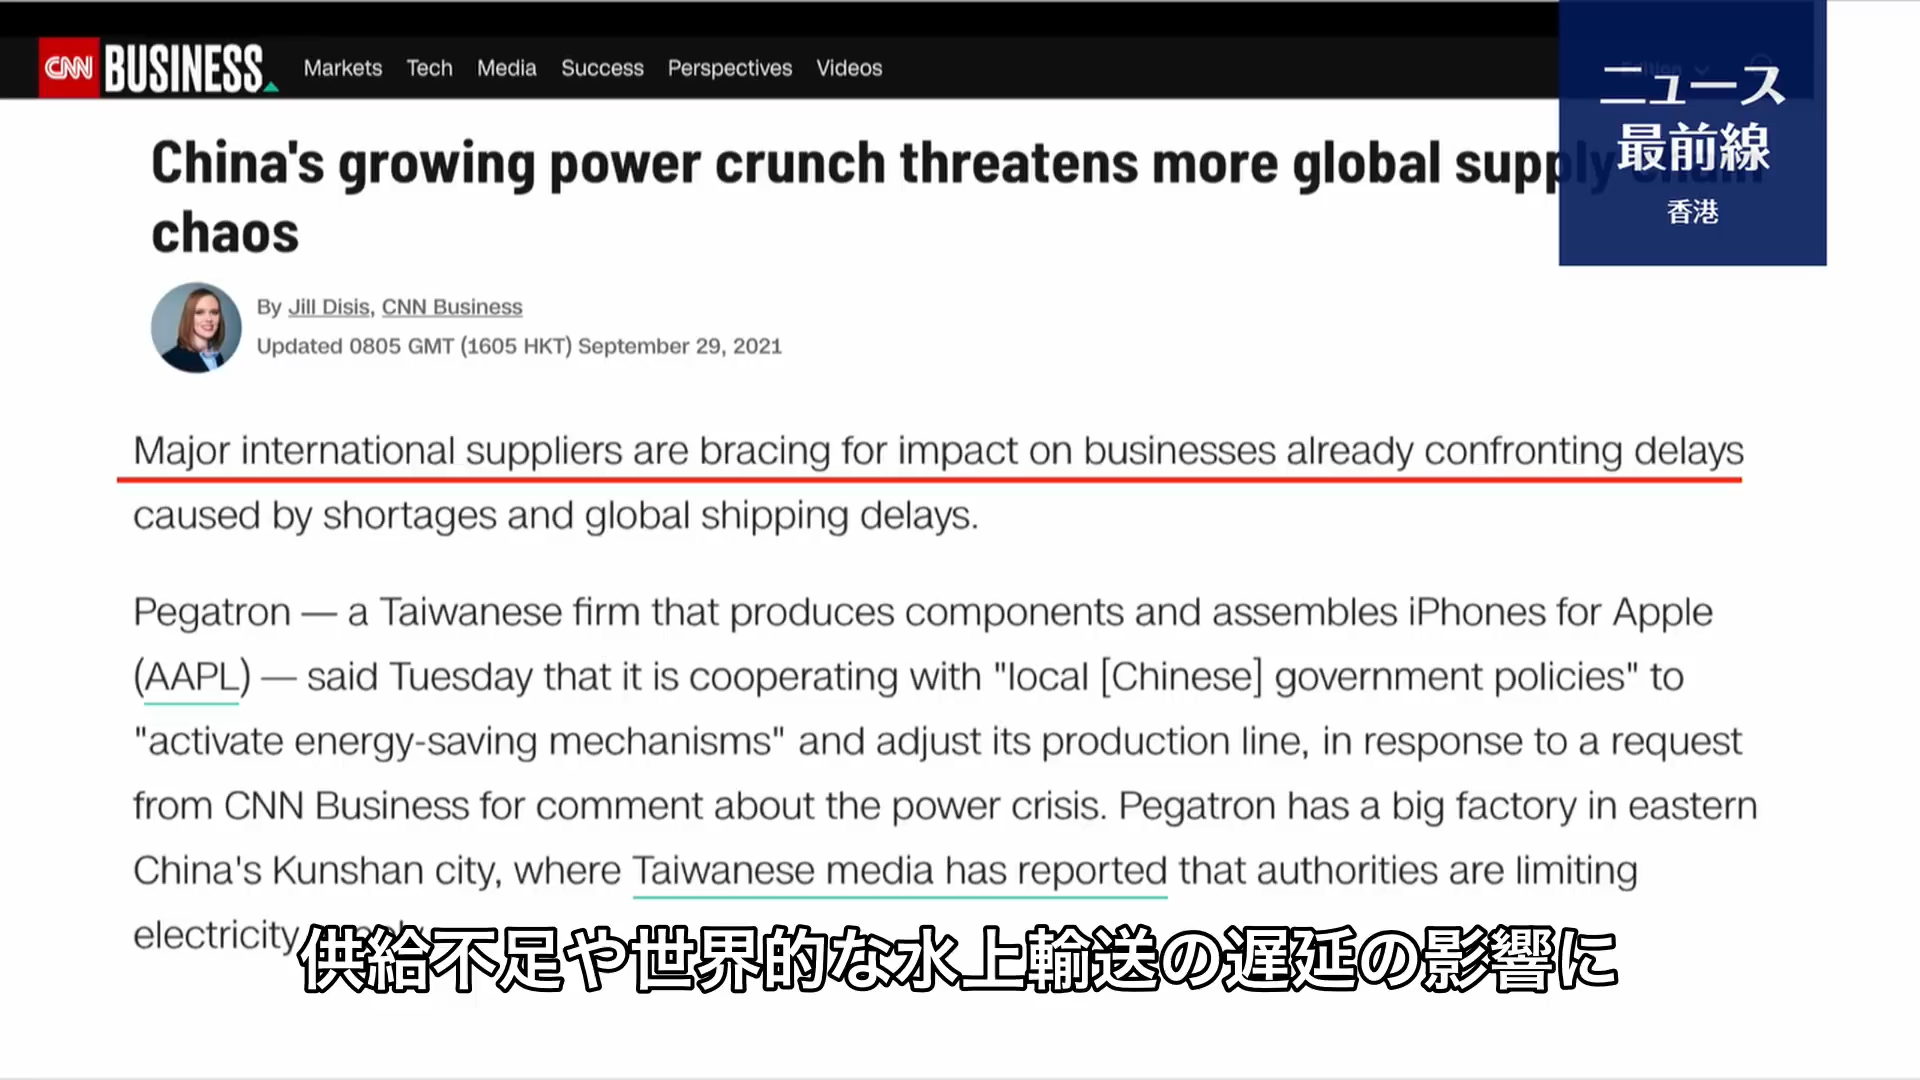 CNN BUSINESS Markets Tech Media Success Perspectives Videos
ニュース
最前線
香港
China's growing power crunch threatens more global supply
chaos
By Jill Disis, CNN Business
Updated 0805 GMT (1605 HKT) September 29, 2021
Major international suppliers are bracing for impact on businesses already confronting delays
caused by shortages and global shipping delays.
Pegatron — a Taiwanese firm that produces components and assembles iPhones for Apple
(AAPL) — said Tuesday that it is cooperating with "local [Chinese] government policies" to
"activate energy-saving mechanisms" and adjust its production line, in response to a request
from CNN Business for comment about the power crisis. Pegatron has a big factory in eastern
China's Kunshan city, where Taiwanese media has reported that authorities are limiting
electricity
供給不足や世界的な水上輸送の遅延の影響に